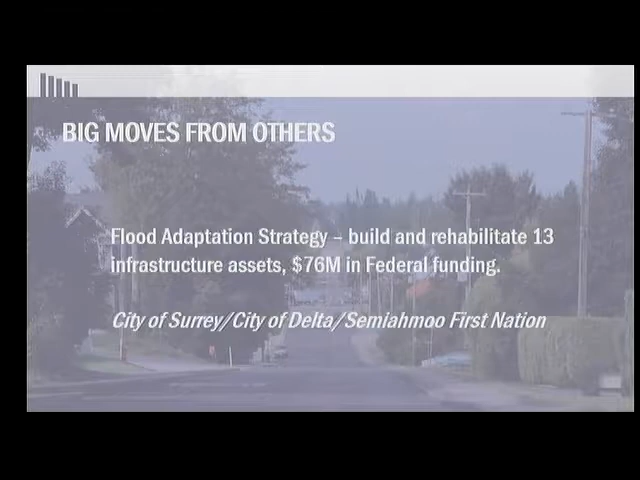 BIG MOVES FROM OTHERS
Flood Adaptation Strategy – build and rehabilitate 13
infrastructure assets, $76M in Federal funding.
City of Surrey/City of Delta/Semiahmoo First Nation